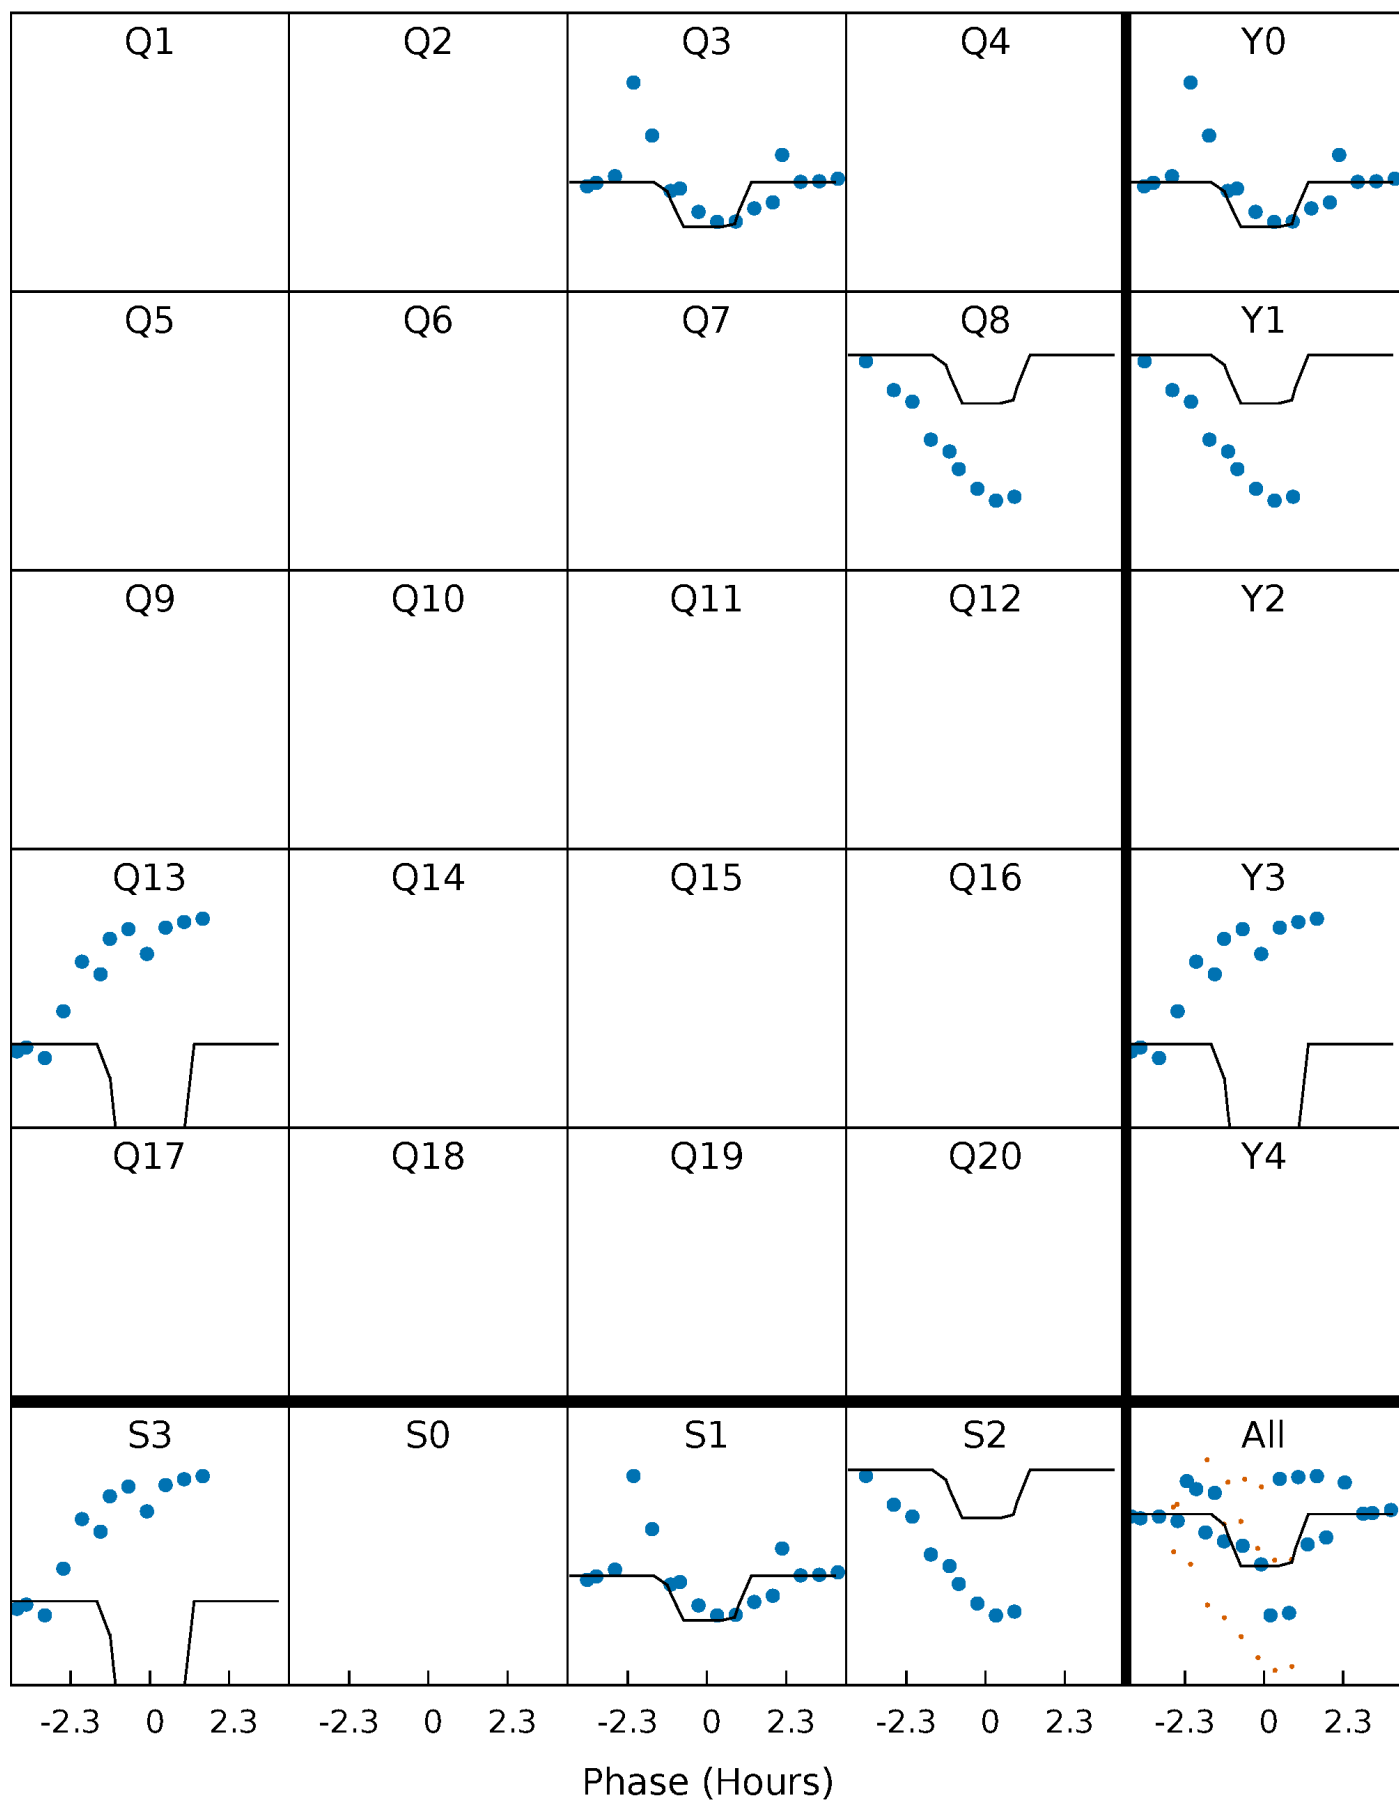 Q1 Q2 Q3 Q4 Y0
Q5 Q6 Q7 Q8 Y1
Q9 Q10 Q11 Q12 Y2
Q13 Q14 Q15 Q16 Y3
Q17 Q18 Q19 Q20 Y4
S3 S0 S1 S2 All
-2.3 0 2.3 -2.3 0 2.3 -2.3 0 2.3 -2.3 0 2.3 -2.3 0 2.3
Phase (Hours)